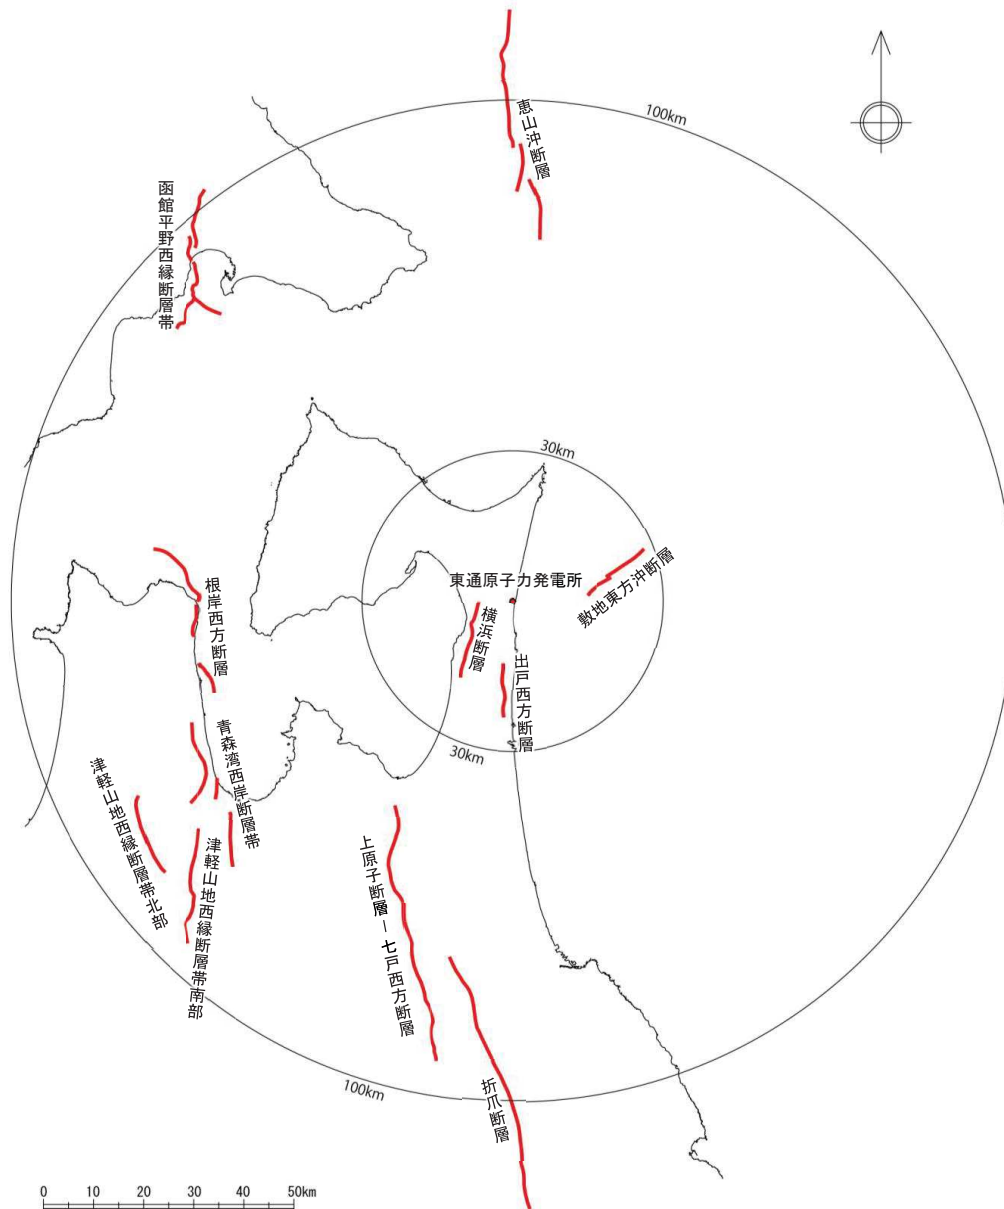 恵山沖断層
100km
函館平野西縁断層帯
30km
東通原子力発電所
敷地東方沖断層
横浜断層
出戸西方断層
根岸西方断層
30km
青森湾西岸断層帯
津軽山地西縁断層帯北部
津軽山地西縁断層帯南部
上原子断層－七戸西方断層
折爪断層
100km
0 10 20 30 40 50km